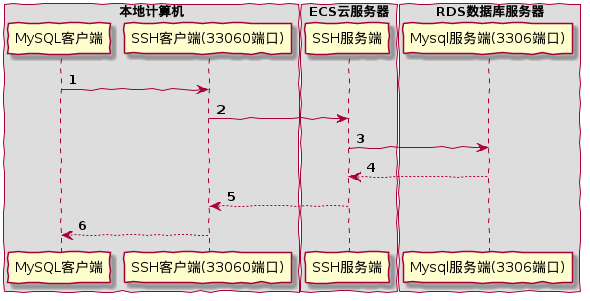 本地计算机
ECS云服务器
RDS数据库服务器
MySQL客户端
SSH客户端(33060端口)
SSH服务端
Mysql服务端(3306端口)
1
2
3
4
5
6
MySQL客户端
SSH客户端(33060端口)
SSH服务端
Mysql服务端(3306端口)